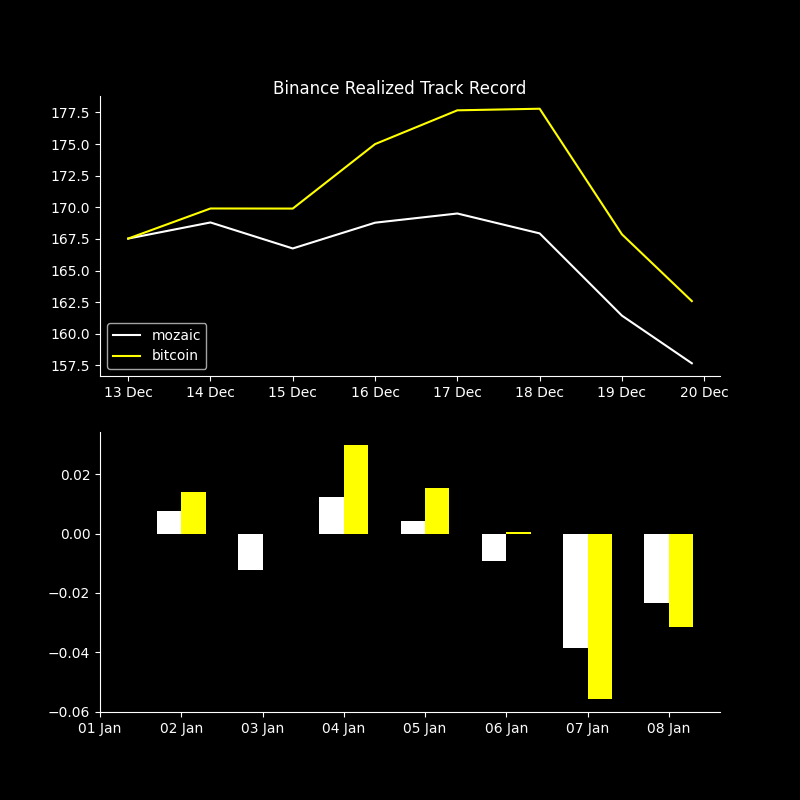 Binance Realized Track Record
177.5
175.0
172.5
170.0
167.5
165.0
162.5
160.0
157.5
mozaic
bitcoin
13 Dec 14 Dec 15 Dec 16 Dec 17 Dec 18 Dec 19 Dec 20 Dec
0.02
0.00
−0.02
−0.04
−0.06
01 Jan 02 Jan 03 Jan 04 Jan 05 Jan 06 Jan 07 Jan 08 Jan